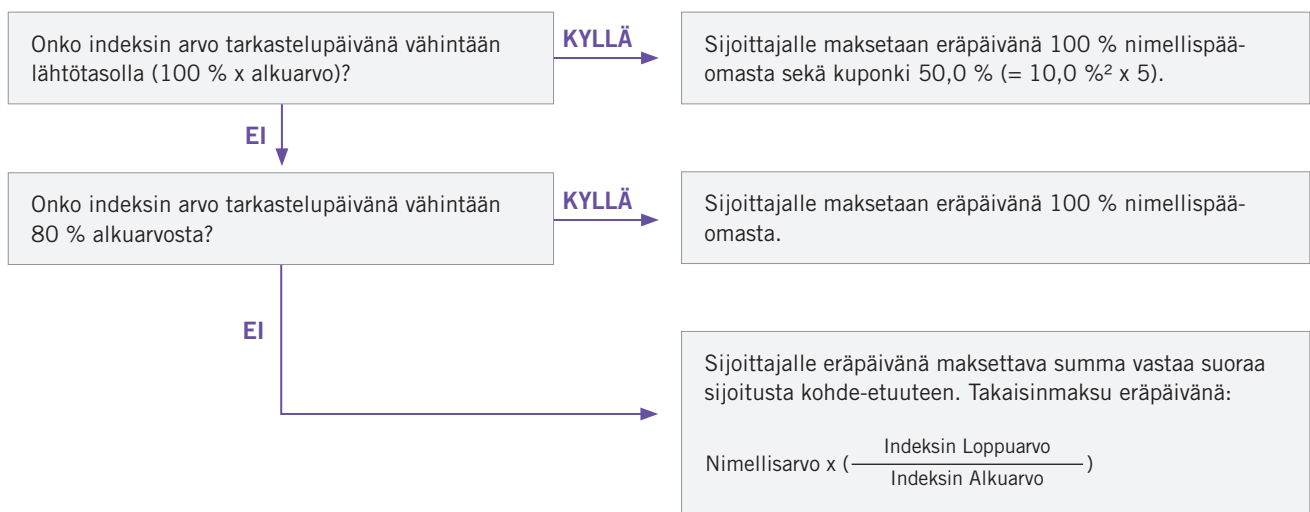 Onko indeksin arvo tarkastelupäivänä vähintään
lähtötasolla (100 % x alkuarvo)?
KYLLÄ
Sijoittajalle maksetaan eräpäivänä 100 % nimellispää-
omasta sekä kuponki 50,0 % (= 10,0 %² x 5).
EI
Onko indeksin arvo tarkastelupäivänä vähintään
80 % alkuarvosta?
KYLLÄ
Sijoittajalle maksetaan eräpäivänä 100 % nimellispää-
omasta.
EI
Sijoittajalle eräpäivänä maksettava summa vastaa suoraa
sijoitusta kohde-etuuteen. Takaisinmaksu eräpäivänä:
Indeksin Loppuarvo
Nimellisarvo x ( )
Indeksin Alkuarvo